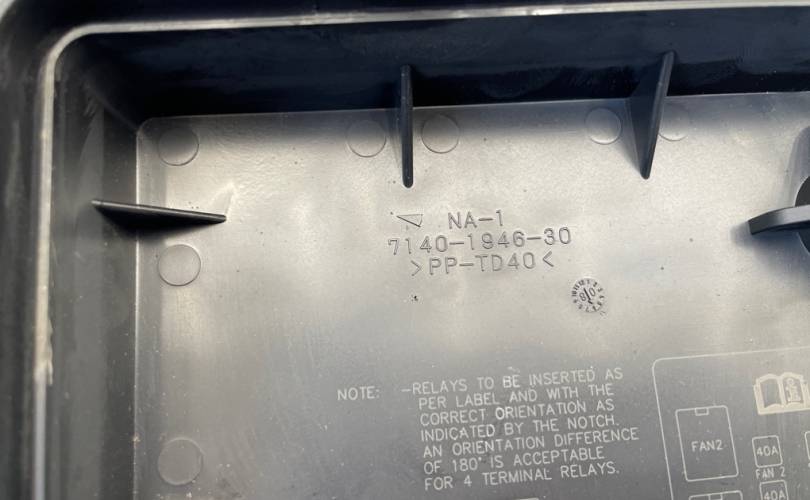 NA-1
7140-1946-30
>PP-TD40<
NOTE: -RELAYS TO BE INSERTED AS
PER LABEL AND WITH THE
CORRECT ORIENTATION AS
INDICATED BY THE NOTCH.
AN ORIENTATION DIFFERENCE
OF 180° IS ACCEPTABLE
FOR 4 TERMINAL RELAYS.
FAN2
40A
FAN 2
40A